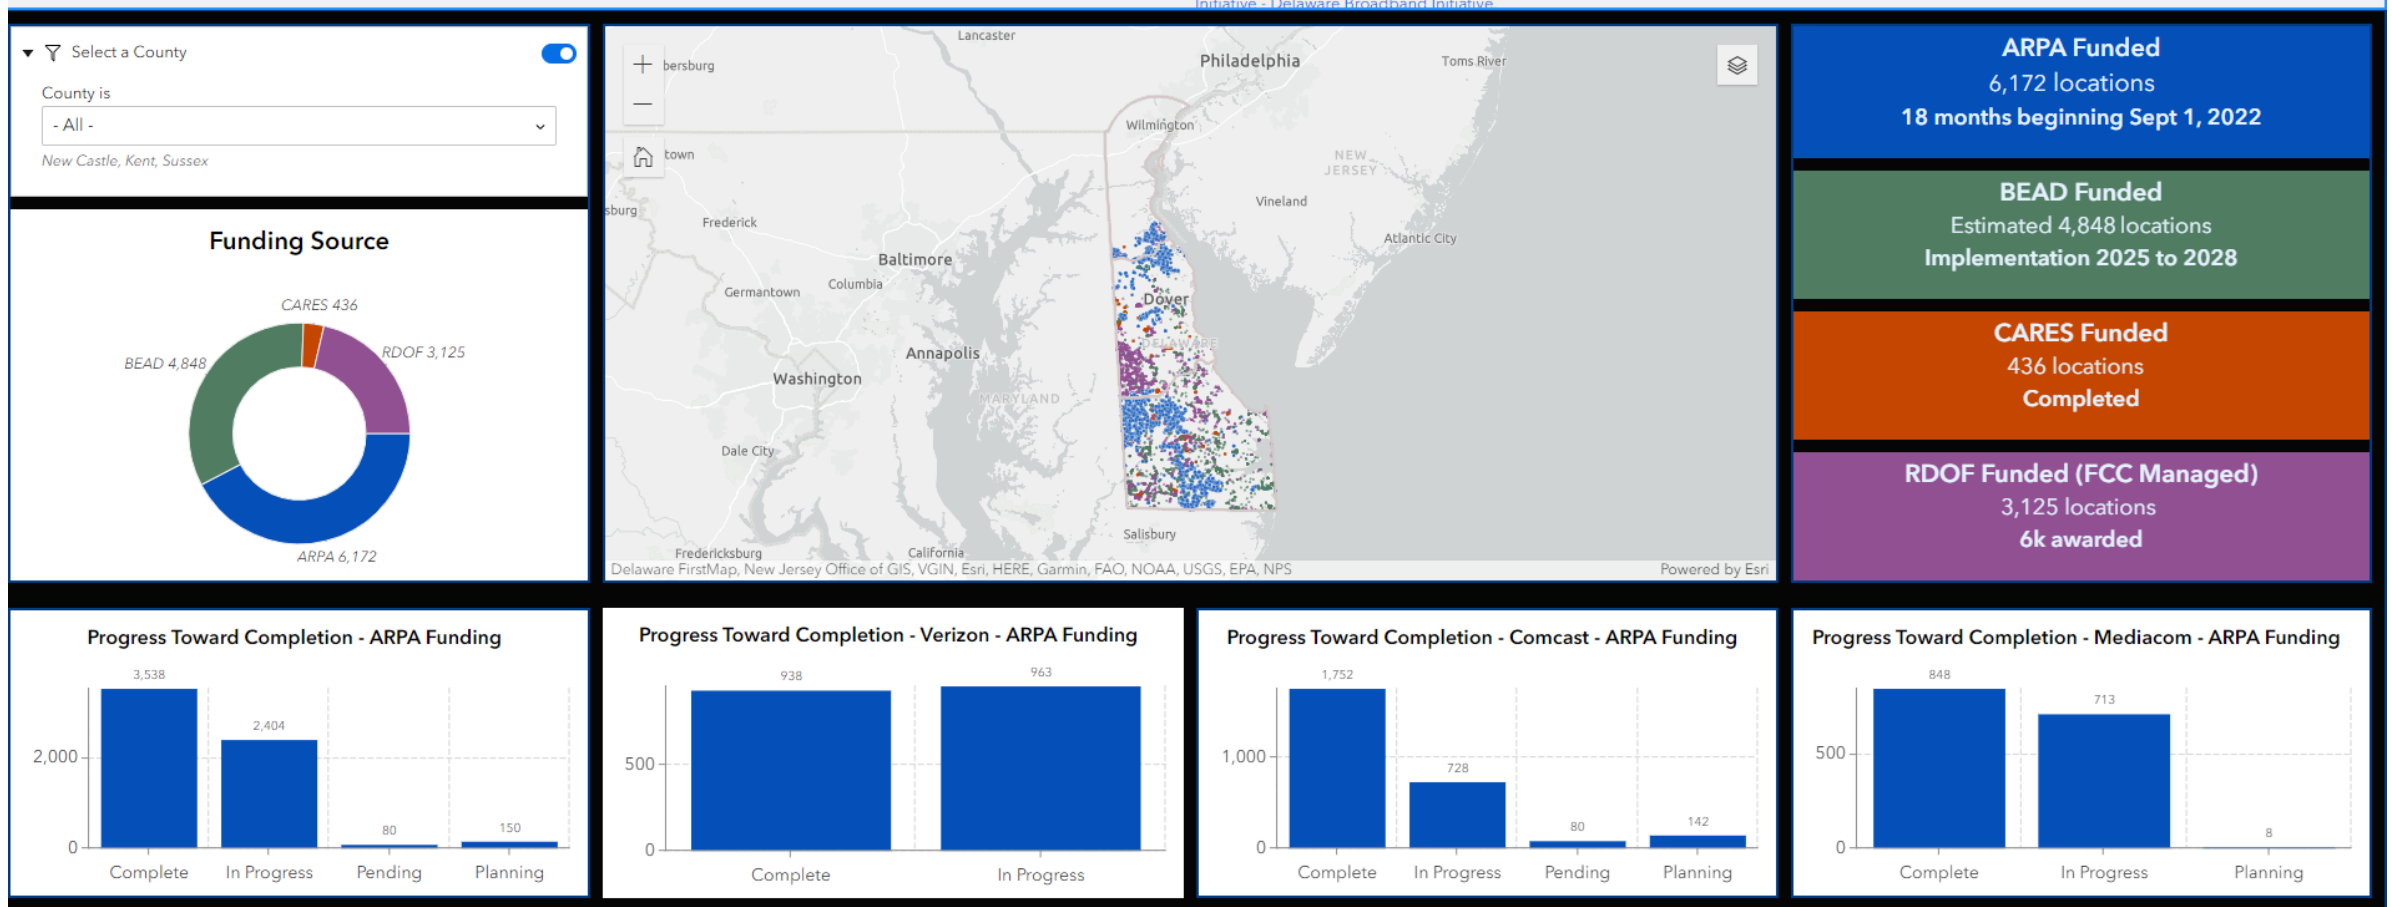 Initiative - Delaware Broadband Initiative
Select a County
County is
- All -
New Castle, Kent, Sussex
Funding Source
CARES 436
RDOF 3,125
BEAD 4,848
ARPA 6,172
Lancaster
bersburg
Philadelphia
Toms River
Wilmington
town
NEW
JERSEY
sburg
Vineland
Frederick
Atlantic City
Baltimore
Columbia
Germantown
Dover
DELAWARE
Annapolis
Washington
MARYLAND
Dale City
Salisbury
Fredericksburg
California
Delaware FirstMap, New Jersey Office of GIS, VGIN, Esri, HERE, Garmin, FAO, NOAA, USGS, EPA, NPS
Powered by Esri
ARPA Funded
6,172 locations
18 months beginning Sept 1, 2022
BEAD Funded
Estimated 4,848 locations
Implementation 2025 to 2028
CARES Funded
436 locations
Completed
RDOF Funded (FCC Managed)
3,125 locations
6k awarded
Progress Toward Completion - ARPA Funding
3,538
2,404
80
150
2,000
0
Complete
In Progress
Pending
Planning
Progress Toward Completion - Verizon - ARPA Funding
938
963
500
0
Complete
In Progress
Progress Toward Completion - Comcast - ARPA Funding
1,752
728
80
142
1,000
0
Complete
In Progress
Pending
Planning
Progress Toward Completion - Mediacom - ARPA Funding
848
713
8
500
0
Complete
In Progress
Planning